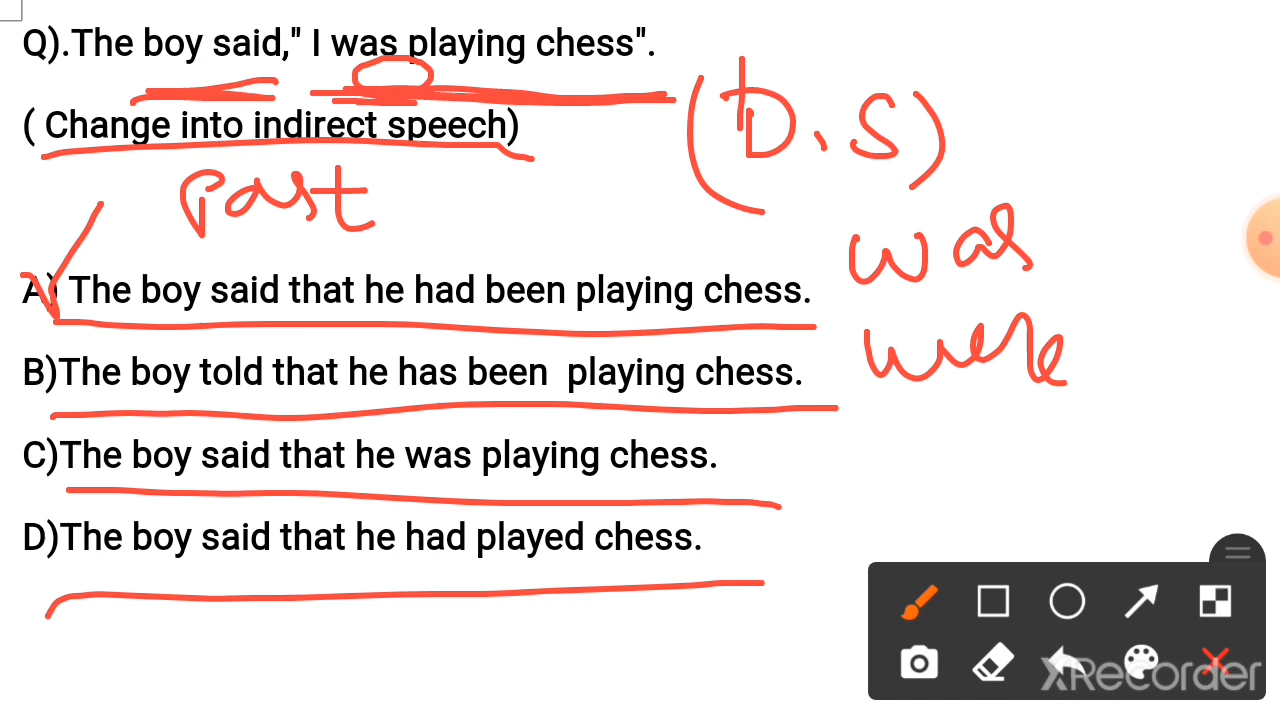 Q).The boy said," I was playing chess".
( Change into indirect speech)
(D.S)
Past
was
were
A) The boy said that he had been playing chess.
B)The boy told that he has been  playing chess.
C)The boy said that he was playing chess.
D)The boy said that he had played chess.
XRecorder